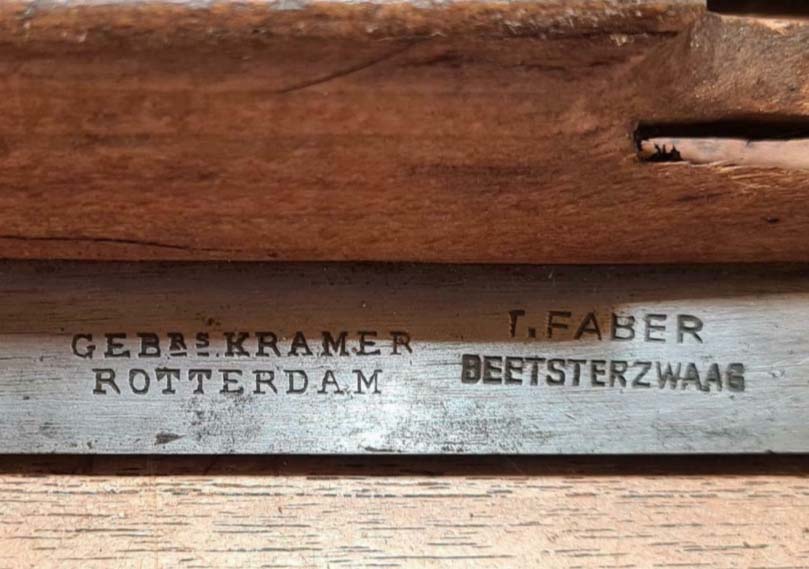 GEBRS. KRAMER
ROTTERDAM
T. FABER
BEETSTERZWAAG